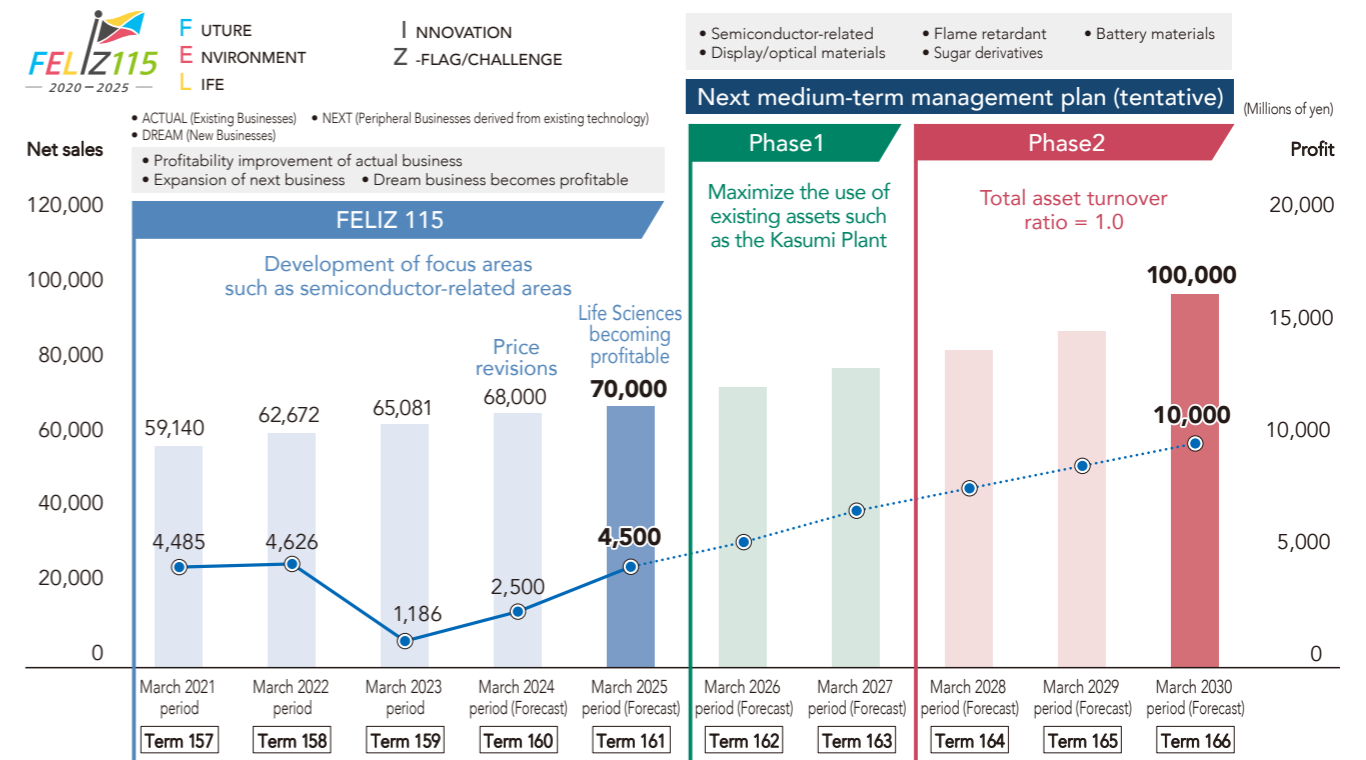 FELIZ115
2020−2025
F UTURE
E NVIRONMENT
L IFE
I NNOVATION
Z -FLAG/CHALLENGE
• Semiconductor-related • Flame retardant • Battery materials
• Display/optical materials • Sugar derivatives
Next medium-term management plan (tentative)
(Millions of yen)
• ACTUAL (Existing Businesses) • NEXT (Peripheral Businesses derived from existing technology)
• DREAM (New Businesses)
• Profitability improvement of actual business
• Expansion of next business • Dream business becomes profitable
Net sales
Profit
FELIZ 115
Phase1
Phase2
Development of focus areas
such as semiconductor-related areas
Maximize the use of
existing assets such
as the Kasumi Plant
Total asset turnover
ratio = 1.0
Price
revisions
Life Sciences
becoming
profitable
120,000
100,000
80,000
60,000
40,000
20,000
0
20,000
15,000
10,000
5,000
0
59,140
62,672
65,081
68,000
70,000
100,000
4,485
4,626
1,186
2,500
4,500
10,000
March 2021
period
Term 157
March 2022
period
Term 158
March 2023
period
Term 159
March 2024
period (Forecast)
Term 160
March 2025
period (Forecast)
Term 161
March 2026
period (Forecast)
Term 162
March 2027
period (Forecast)
Term 163
March 2028
period (Forecast)
Term 164
March 2029
period (Forecast)
Term 165
March 2030
period (Forecast)
Term 166